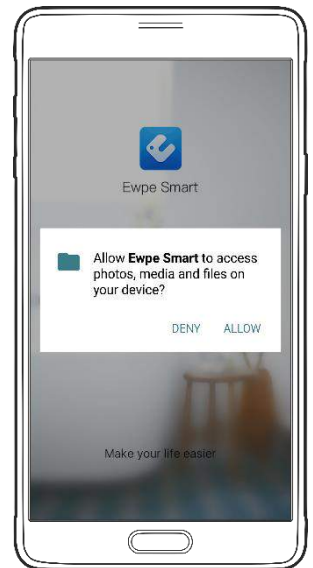 Ewpe Smart
Allow Ewpe Smart to access
photos, media and files on
your device?
DENY ALLOW
Make your life easier